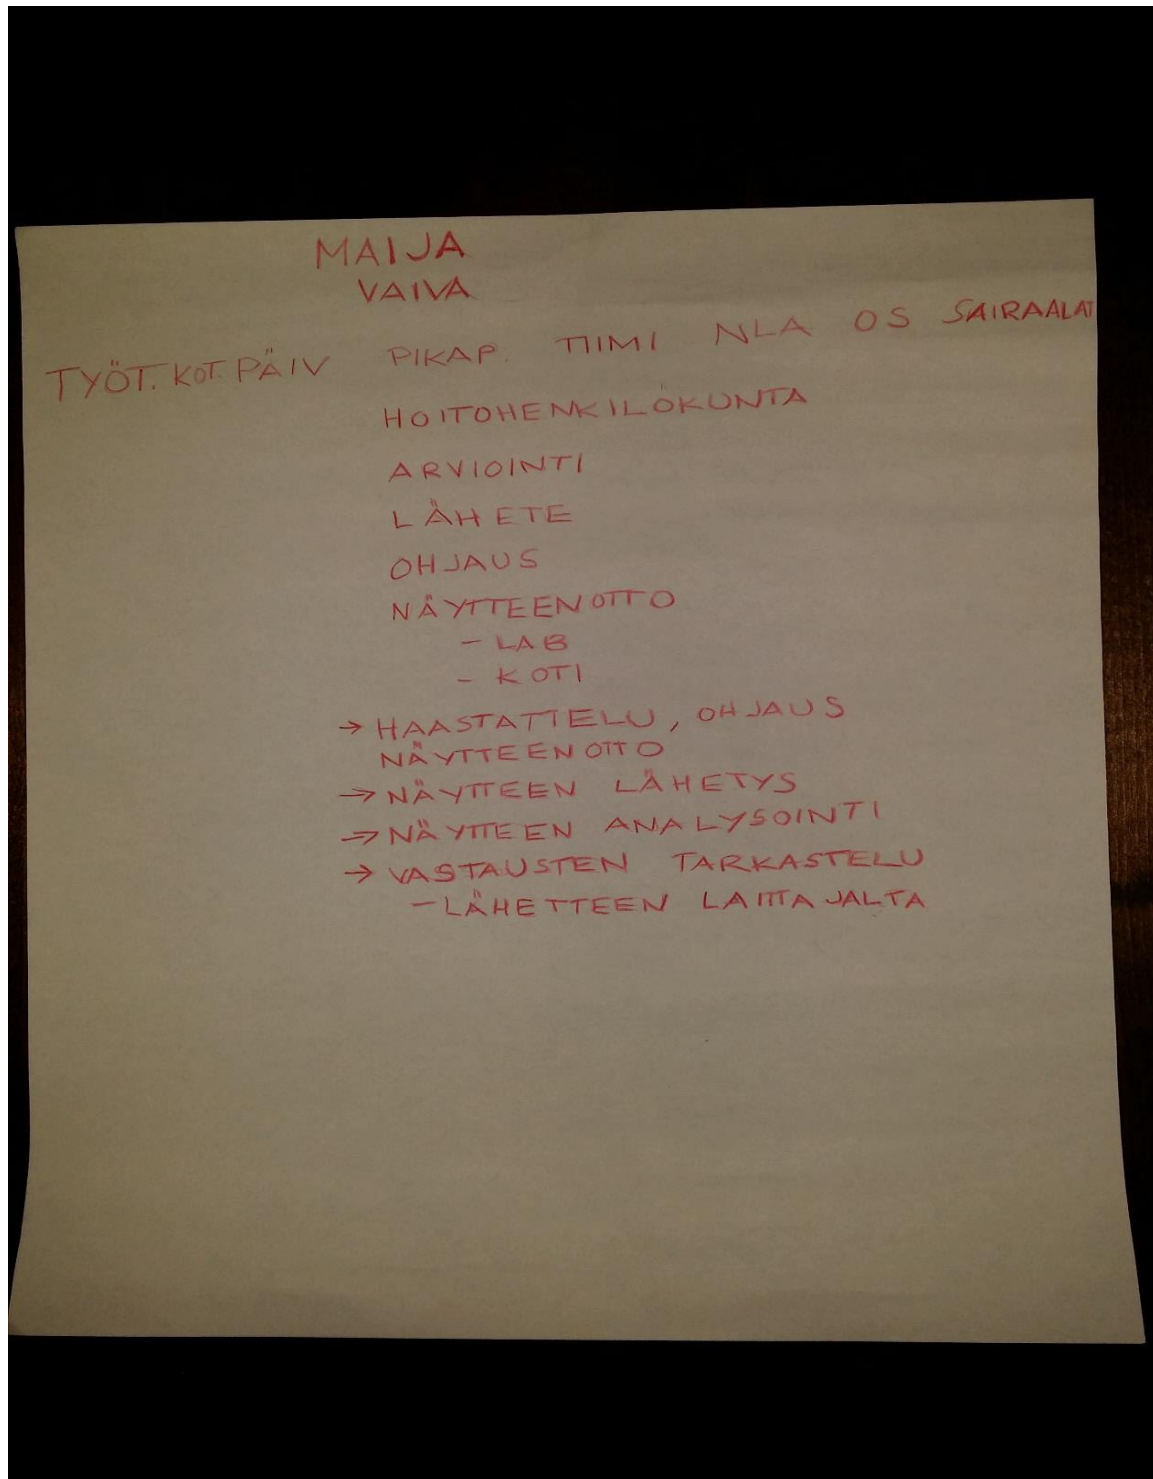 MAIJA
VAIVA
TYÖT. KOT. PÄIV PIKAP. TIIMI NLA OS SAIRAALAT
HOITOHENKILÖKUNTA
ARVIOINTI
LÄHETE
OHJAUS
NÄYTTEENOTTO
- LAB
- KOTI
→ HAASTATTELU, OHJAUS
NÄYTTEENOTTO
→ NÄYTTEEN LÄHETYS
→ NÄYTTEEN ANALYSOINTI
→ VASTAUSTEN TARKASTELU
- LÄHETTEEN LAITTAJALTA